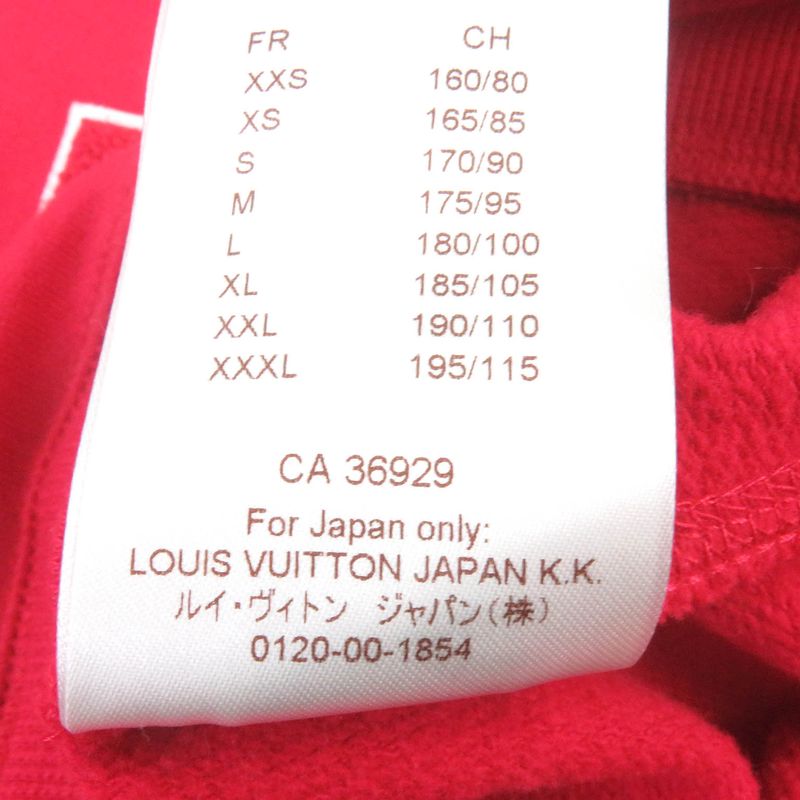 FR CH
XXS 160/80
XS 165/85
S 170/90
M 175/95
L 180/100
XL 185/105
XXL 190/110
XXXL 195/115
CA 36929
For Japan only:
LOUIS VUITTON JAPAN K.K.
ルイ・ヴィトン ジャパン(株)
0120-00-1854